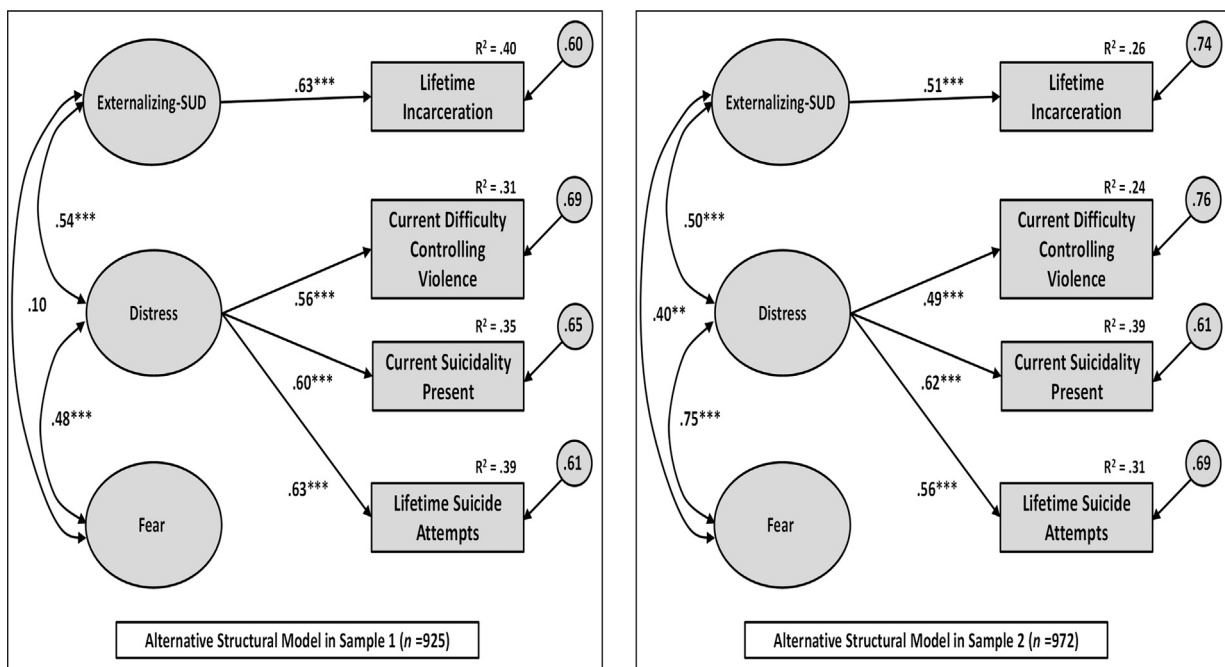 R² = .40
.60
Externalizing-SUD
.63***
Lifetime
Incarceration
R² = .31
.69
.54***
Current Difficulty
Controlling
Violence
.56***
Distress
.10
R² = .35
.65
Current Suicidality
Present
.60***
.48***
R² = .39
.61
.63***
Fear
Lifetime Suicide
Attempts
Alternative Structural Model in Sample 1 (n =925)
R² = .26
.74
Externalizing-SUD
.51***
Lifetime
Incarceration
R² = .24
.76
.50***
Current Difficulty
Controlling
Violence
.49***
Distress
.40**
R² = .39
.61
Current Suicidality
Present
.62***
.75***
R² = .31
.69
.56***
Fear
Lifetime Suicide
Attempts
Alternative Structural Model in Sample 2 (n =972)